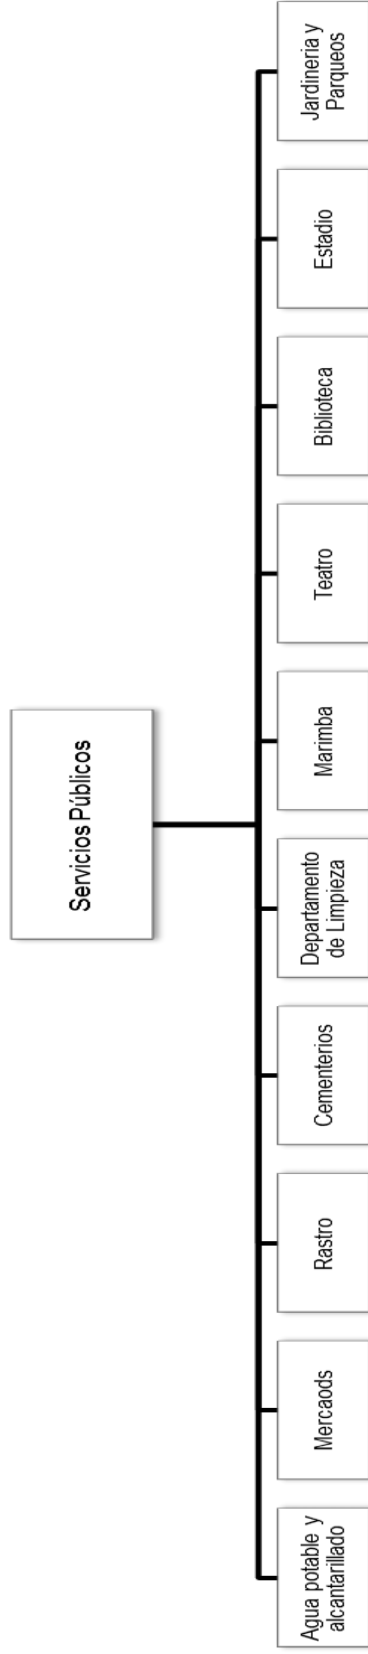 Servicios Públicos
Agua potable y
alcantarillado
Mercaods
Rastro
Cementerios
Departamento
de Limpieza
Marimba
Teatro
Biblioteca
Estadio
Jardineria y
Parqueos